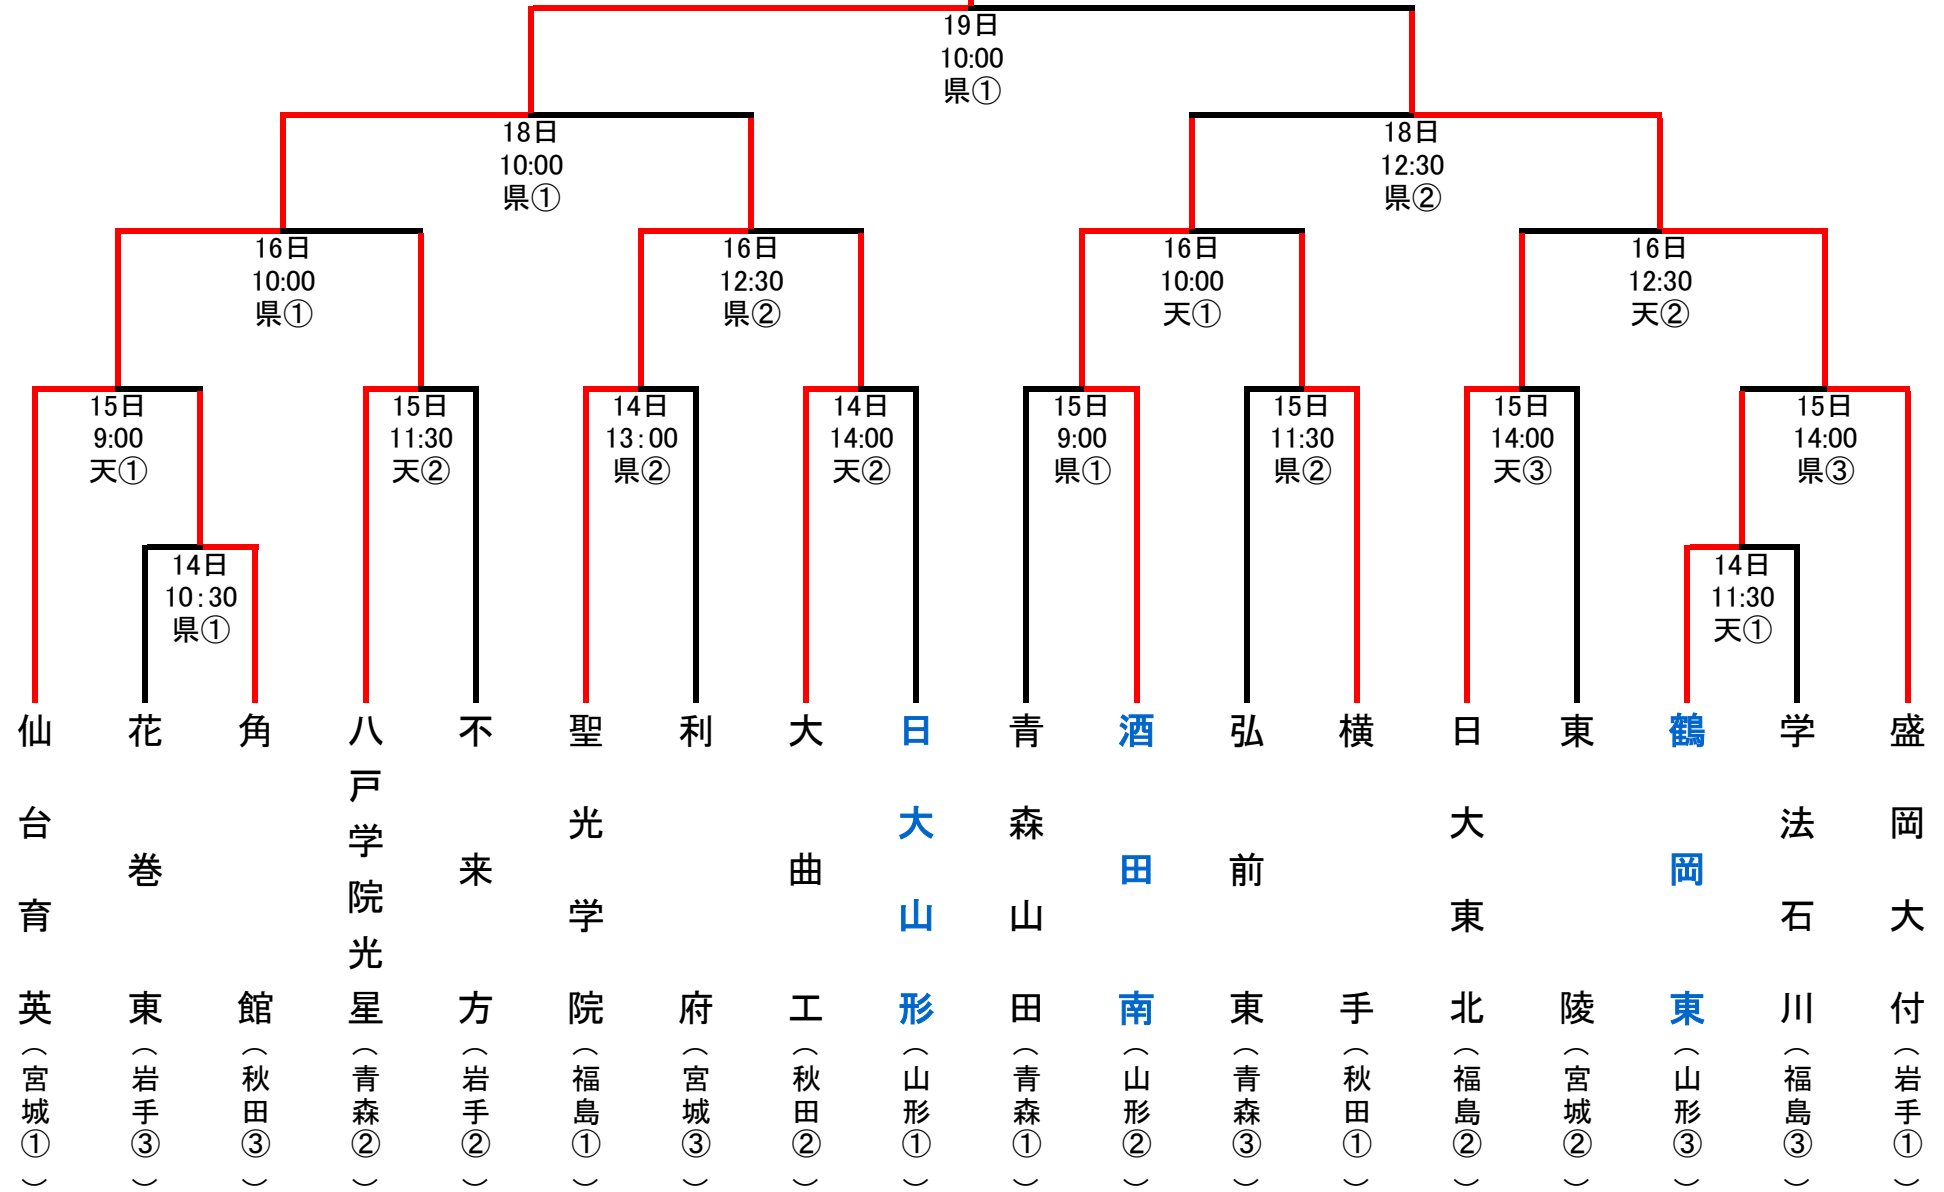 19日
10:00
県①
18日
10:00
県①
18日
12:30
県②
16日
10:00
県①
16日
12:30
県②
16日
10:00
天①
16日
12:30
天②
15日
9:00
天①
15日
11:30
天②
14日
13:00
県②
14日
14:00
天②
15日
9:00
県①
15日
11:30
県②
15日
14:00
天③
15日
14:00
県③
14日
10:30
県①
14日
11:30
天①
仙台育英(宮城①)
花巻東(岩手③)
角館(秋田③)
八戸学院光星(青森②)
不来方(岩手②)
聖光学院(福島①)
利府(宮城③)
大曲工(秋田②)
日大山形(山形①)
青森山田(青森①)
酒田南(山形②)
弘前東(青森③)
横手(秋田①)
日大東北(福島②)
東陵(宮城②)
鶴岡東(山形③)
学法石川(福島③)
盛岡大付(岩手①)